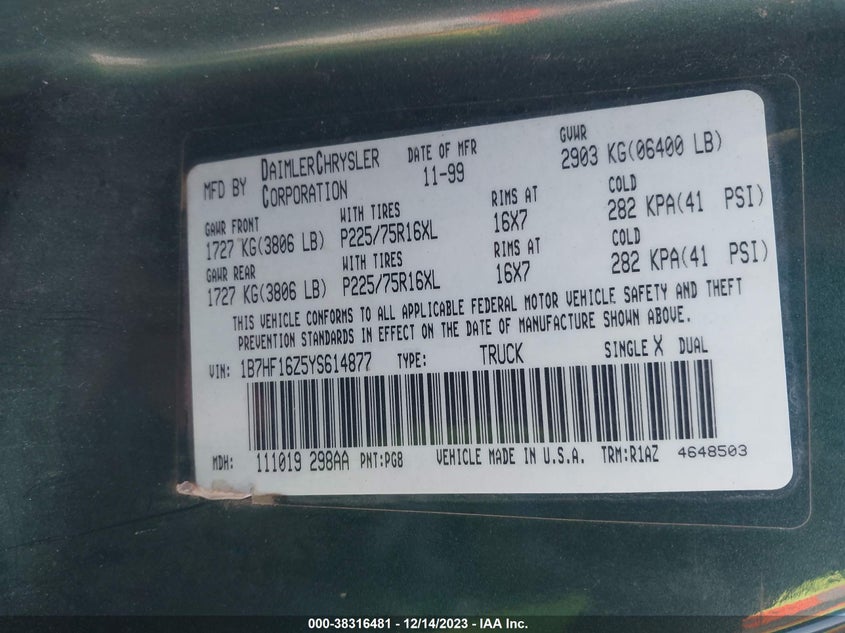 MFD BY DAIMLERCHRYSLER CORPORATION
DATE OF MFR 11-99
GVWR 2903 KG(06400 LB)
GAWR FRONT WITH TIRES RIMS AT COLD
1727 KG(3806 LB) P225/75R16XL 16X7 282 KPA(41 PSI)
GAWR REAR WITH TIRES RIMS AT COLD
1727 KG(3806 LB) P225/75R16XL 16X7 282 KPA(41 PSI)
THIS VEHICLE CONFORMS TO ALL APPLICABLE FEDERAL MOTOR VEHICLE SAFETY AND THEFT
PREVENTION STANDARDS IN EFFECT ON THE DATE OF MANUFACTURE SHOWN ABOVE.
VIN: 1B7HF16Z5YS614877 TYPE: TRUCK SINGLE X DUAL
MDH: 111019 298AA PNT:PG8 VEHICLE MADE IN U.S.A. TRM:R1AZ 4648503
000-38316481 - 12/14/2023 - IAA Inc.